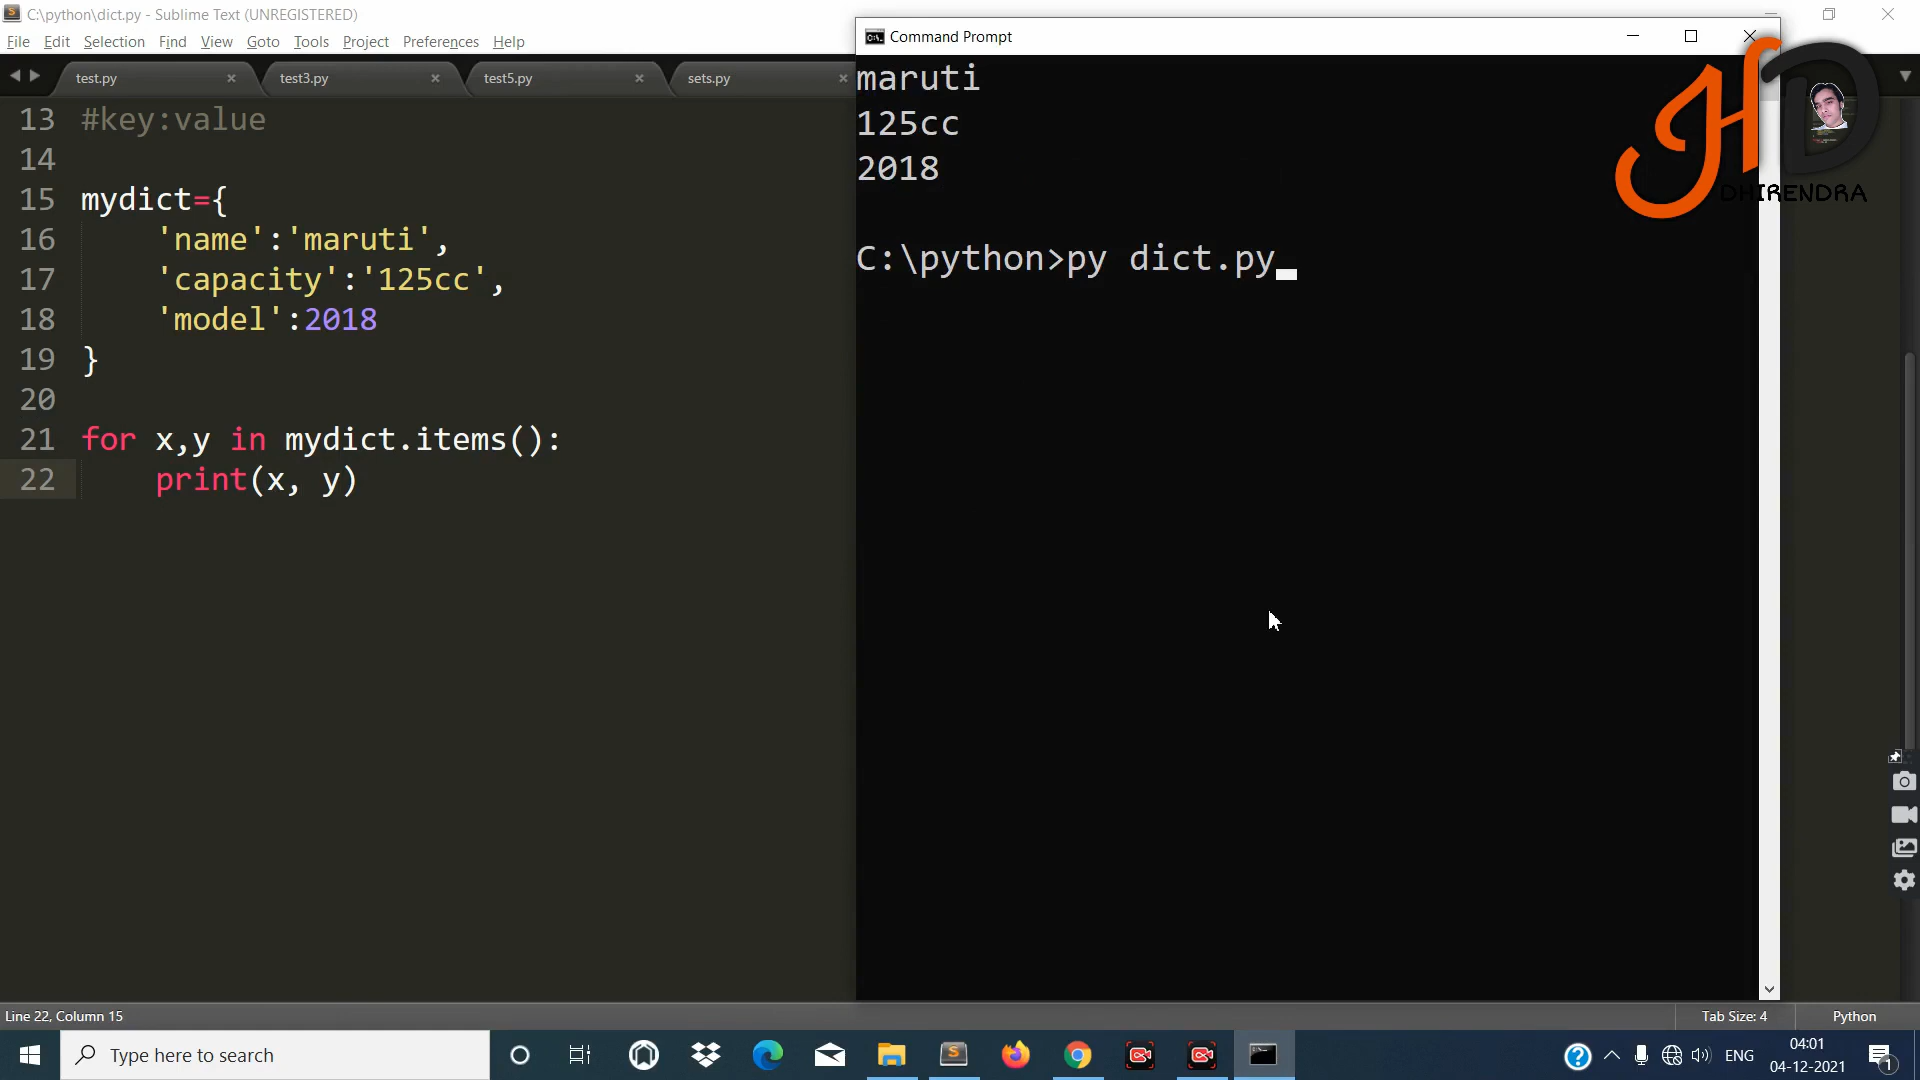 C:\python\dict.py - Sublime Text (UNREGISTERED)
File Edit Selection Find View Goto Tools Project Preferences Help
test.py test3.py test5.py sets.py
13 #key:value
14
15 mydict={
16 'name':'maruti',
17 'capacity':'125cc',
18 'model':2018
19 }
20
21 for x,y in mydict.items():
22 print(x, y)
Command Prompt
maruti
125cc
2018
C:\python>py dict.py
HD
DHIRENDRA
Line 22, Column 15
Tab Size: 4
Python
Type here to search
ENG
04:01
04-12-2021
1